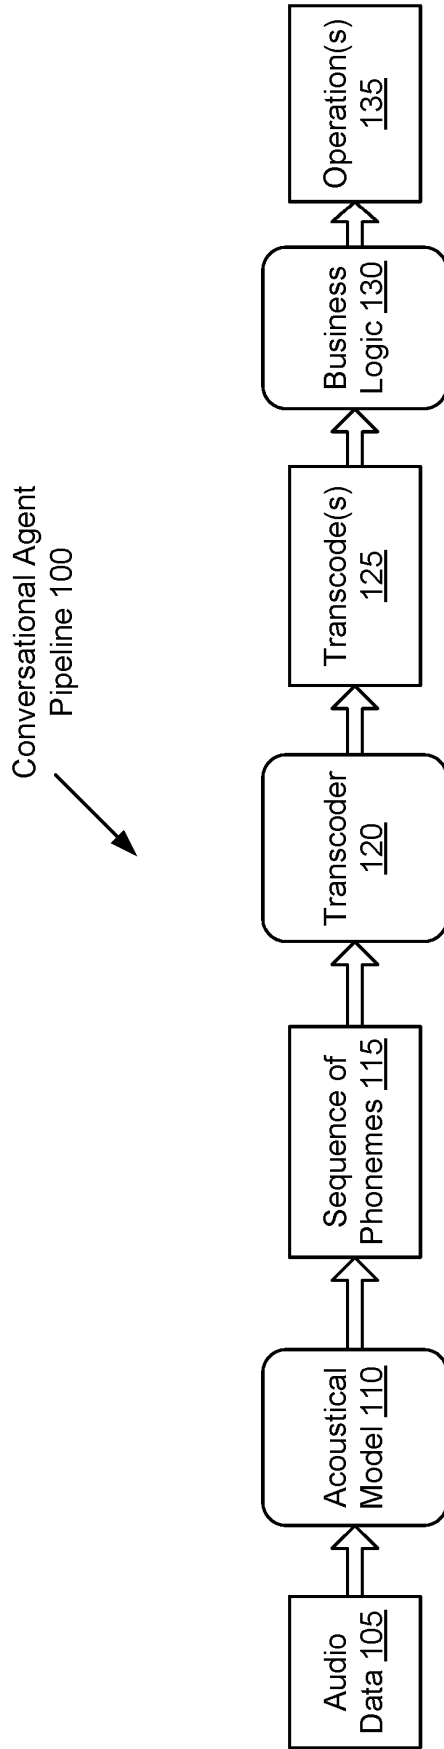 Conversational Agent
Pipeline 100
Audio
Data 105
Acoustical
Model 110
Sequence of
Phonemes 115
Transcoder
120
Transcode(s)
125
Business
Logic 130
Operation(s)
135